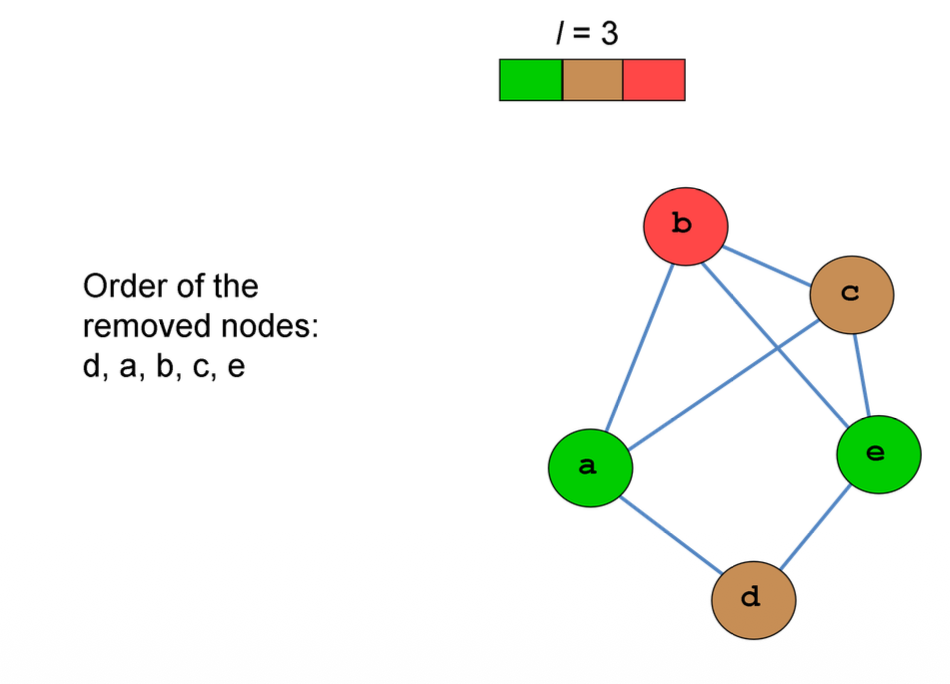 l = 3
b
c
Order of the
removed nodes:
d, a, b, c, e
a
e
d